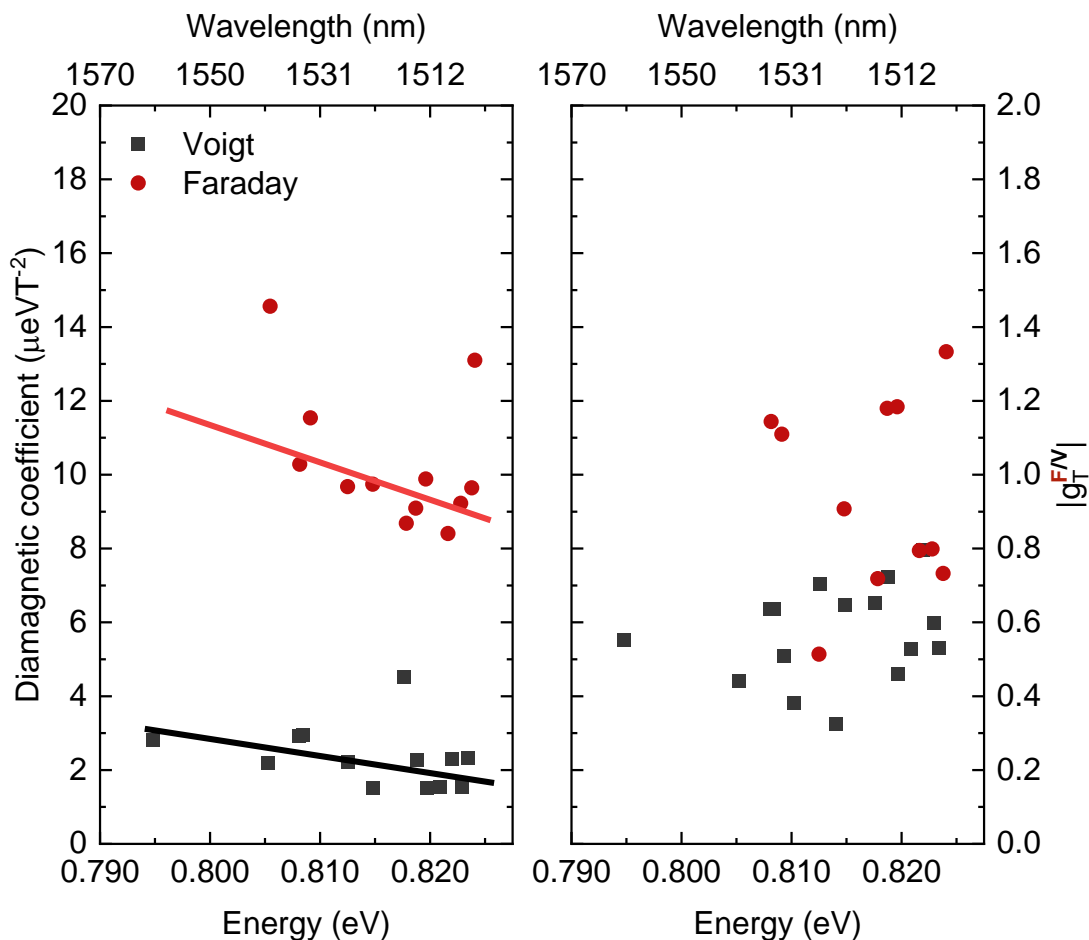 Wavelength (nm)
Wavelength (nm)
1570 1550 1531 1512
1570 1550 1531 1512
20
18
16
14
12
10
8
6
4
2
0
Voigt
Faraday
Diamagnetic coefficient (μeVT-2)
2.0
1.8
1.6
1.4
1.2
1.0
0.8
0.6
0.4
0.2
0.0
|gTF/V|
0.790 0.800 0.810 0.820
0.790 0.800 0.810 0.820
Energy (eV)
Energy (eV)